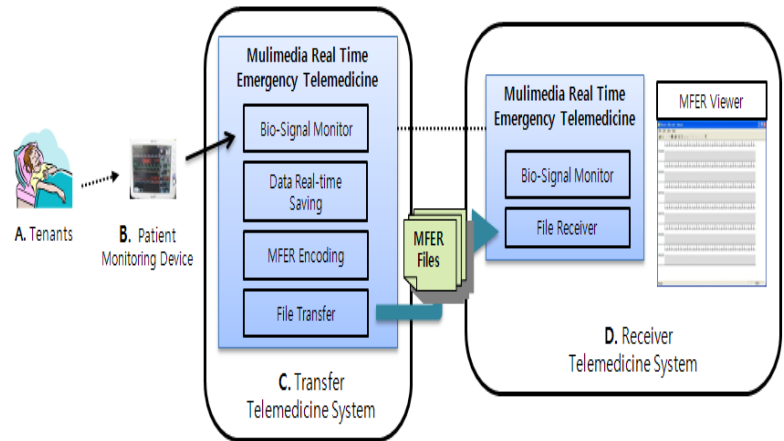 Mulimedia Real Time
Emergency Telemedicine
Bio-Signal Monitor
Data Real-time
Saving
MFER Encoding
File Transfer
A. Tenants
B. Patient
Monitoring Device
C. Transfer
Telemedicine System
MFER
Files
Mulimedia Real Time
Emergency Telemedicine
Bio-Signal Monitor
File Receiver
MFER Viewer
D. Receiver
Telemedicine System